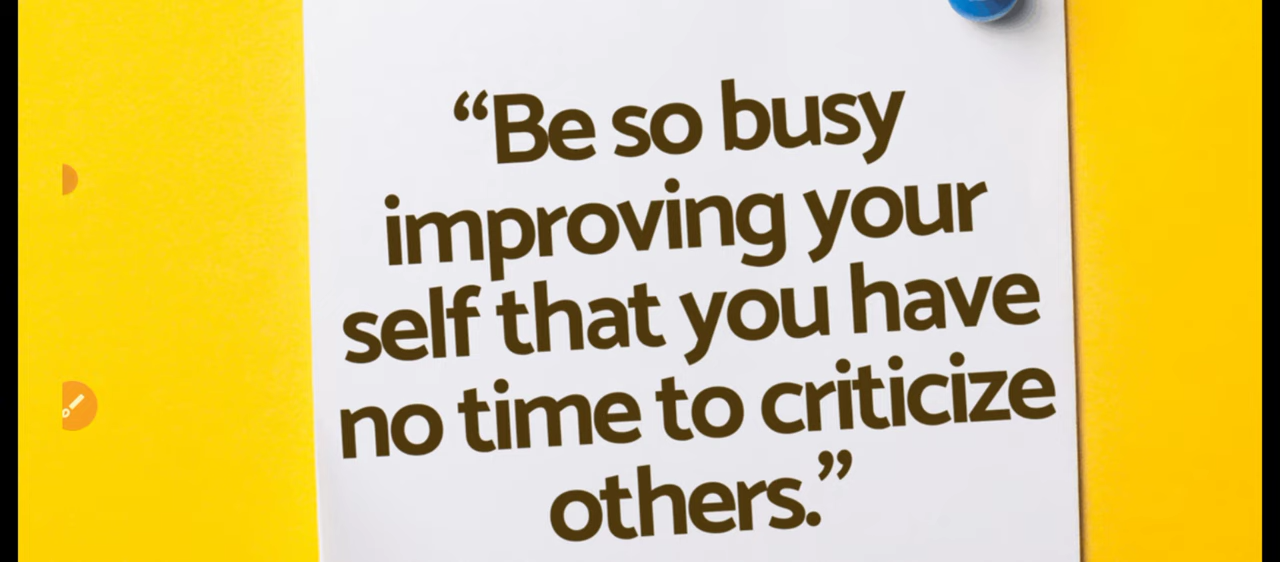 “Be so busy
improving your
self that you have
no time to criticize
others.”